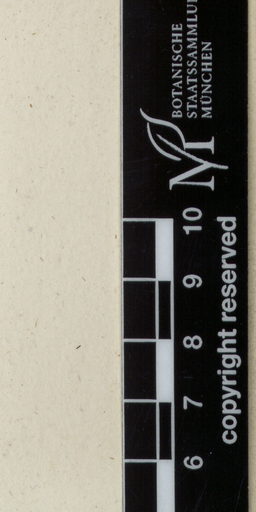 BOTANISCHE
STAATSSAMMLU
MÜNCHEN
M
10
9
8
7
6
copyright reserved